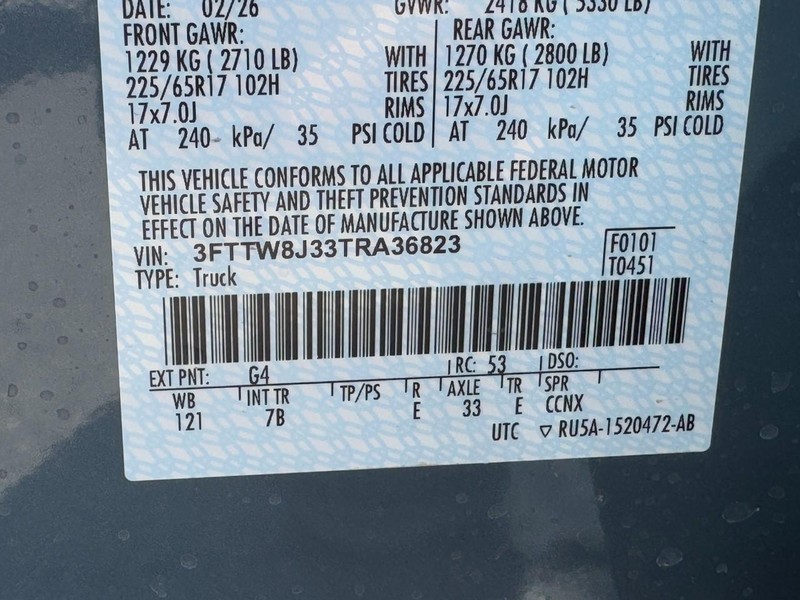 DATE: 02/26 GVWR: 2418 KG ( 5330 LB)
FRONT GAWR: REAR GAWR:
1229 KG ( 2710 LB) WITH 1270 KG ( 2800 LB) WITH
225/65R17 102H TIRES 225/65R17 102H TIRES
17x7.0J RIMS 17x7.0J RIMS
AT 240 kPa/ 35 PSI COLD AT 240 kPa/ 35 PSI COLD
THIS VEHICLE CONFORMS TO ALL APPLICABLE FEDERAL MOTOR
VEHICLE SAFETY AND THEFT PREVENTION STANDARDS IN
EFFECT ON THE DATE OF MANUFACTURE SHOWN ABOVE.
VIN: 3FTTW8J33TRA36823 F0101
TYPE: Truck T0451
EXT PNT: G4 RC: 53 DSO:
WB INT TR TP/PS R AXLE TR SPR
121 7B E 33 E CCNX
UTC ▽ RU5A-1520472-AB